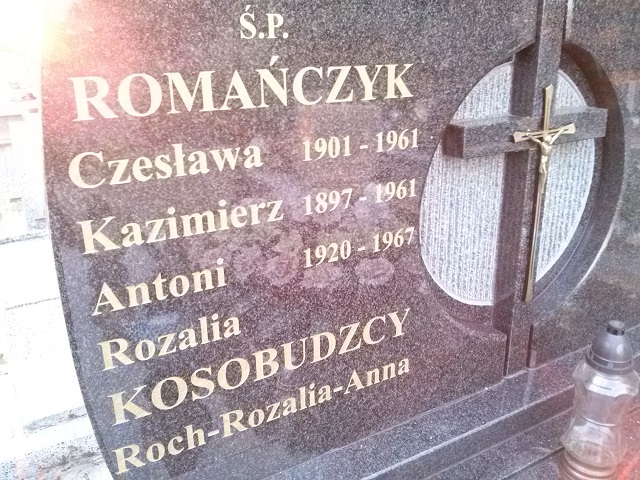 Ś.P.
ROMAŃCZYK
Czesława 1901 - 1961
Kazimierz 1897 - 1961
Antoni 1920 - 1967
Rozalia
KOSOBUDZCY
Roch-Rozalia-Anna